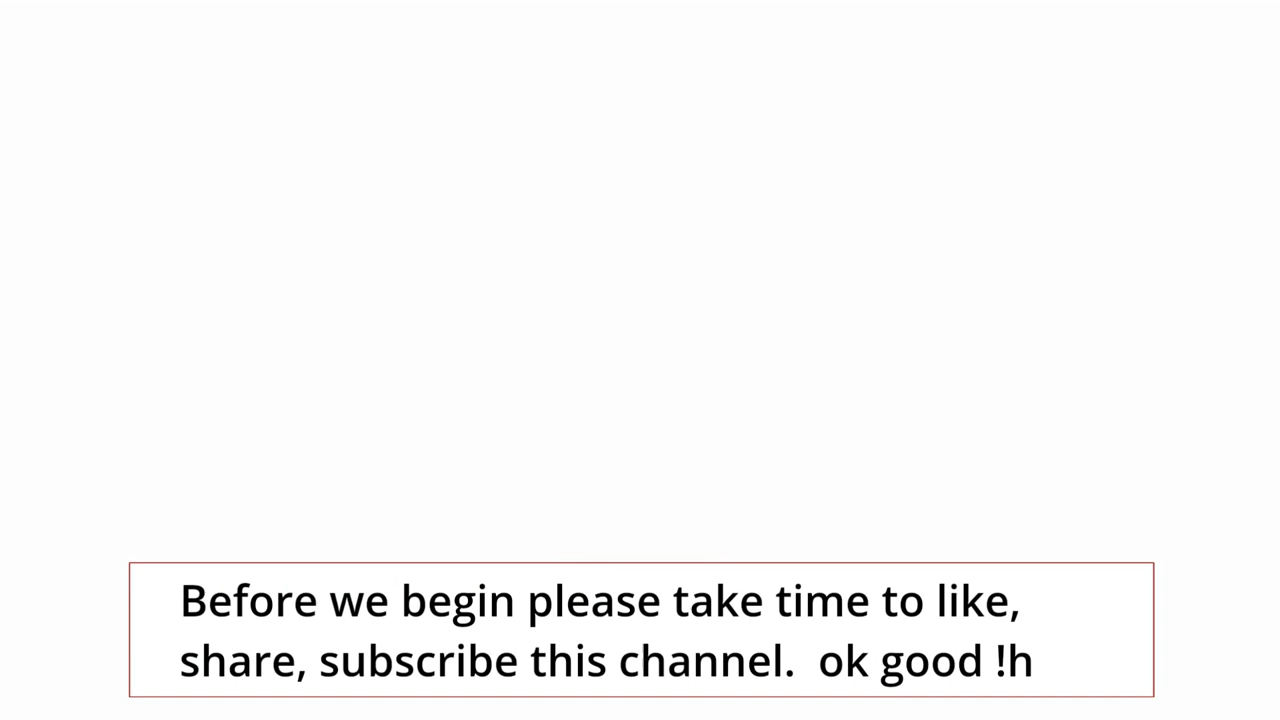 Before we begin please take time to like,
share, subscribe this channel.  ok good !h